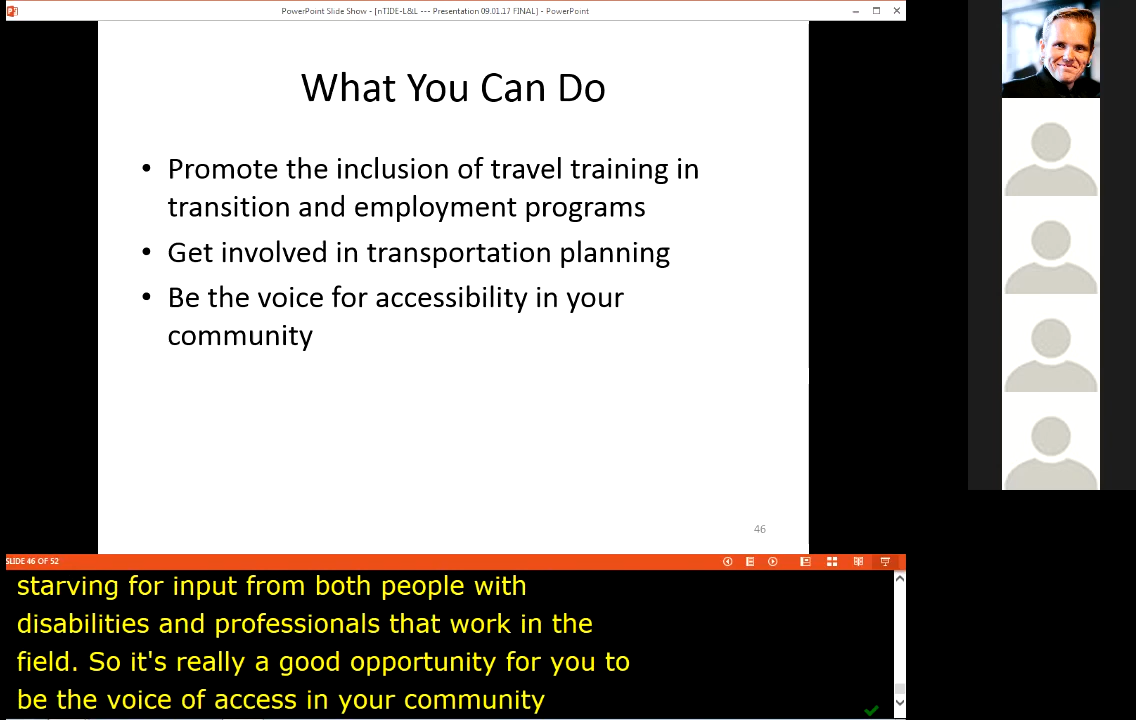 PowerPoint Slide Show - [nTIDE-L&L --- Presentation 09.01.17 FINAL] - PowerPoint
What You Can Do
• Promote the inclusion of travel training in
transition and employment programs
• Get involved in transportation planning
• Be the voice for accessibility in your
community
46
SLIDE 46 OF 52
starving for input from both people with
disabilities and professionals that work in the
field. So it's really a good opportunity for you to
be the voice of access in your community